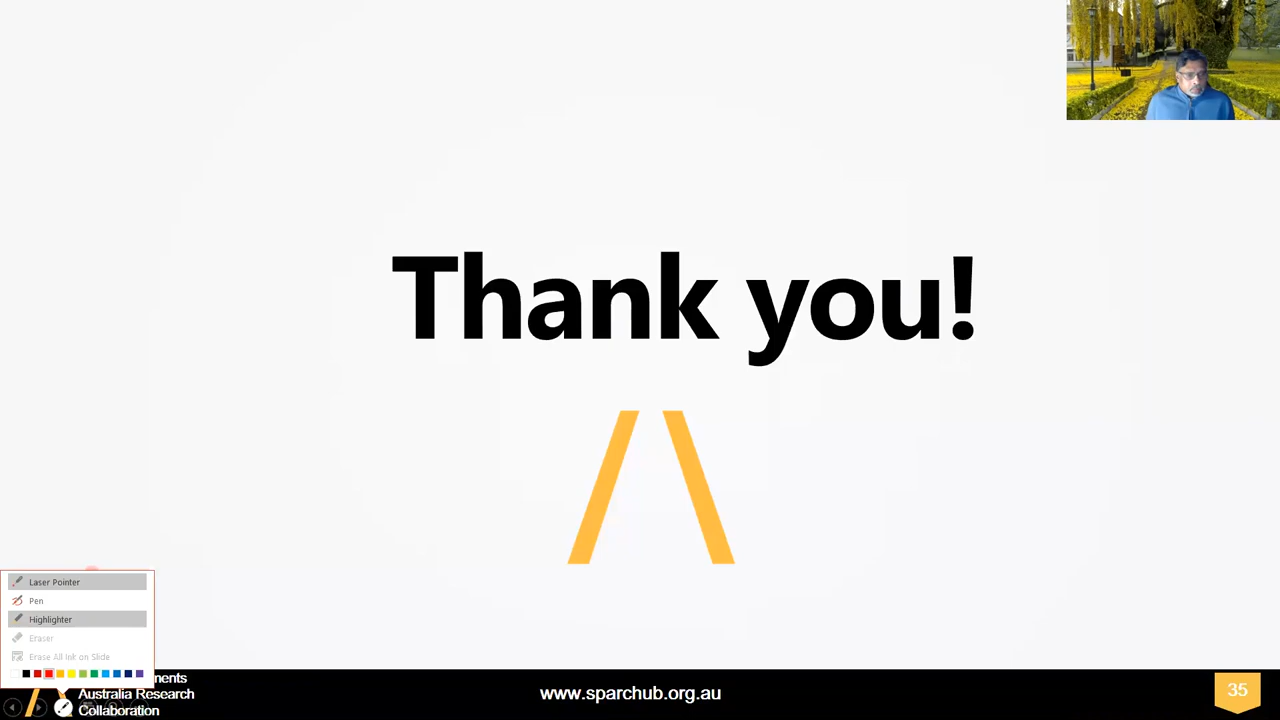 Thank you!
Laser Pointer
Pen
Highlighter
Eraser
Erase All Ink on Slide
Australia Research
Collaboration
www.sparchub.org.au
35